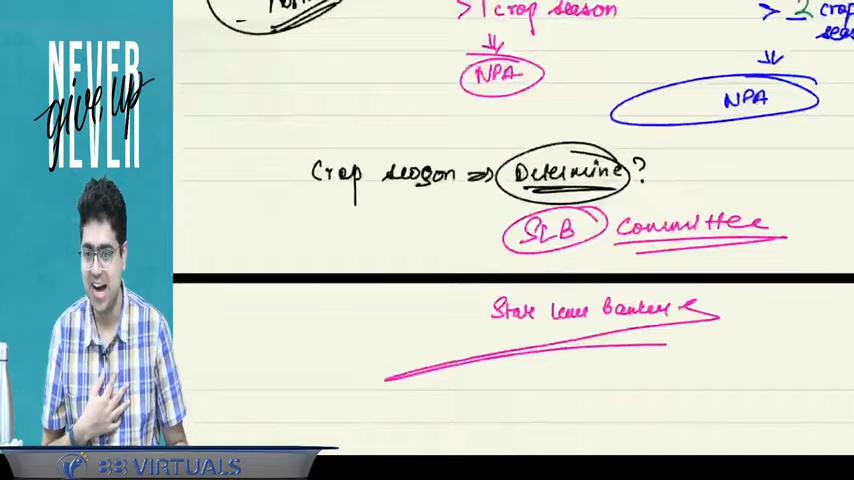 > 1 crop season
> 2 crop
NPA
NPA
NEVER
give up
NEVER
Crop season ⇒ Determine ?
SLB Committee
State level Bankers
BB VIRTUALS